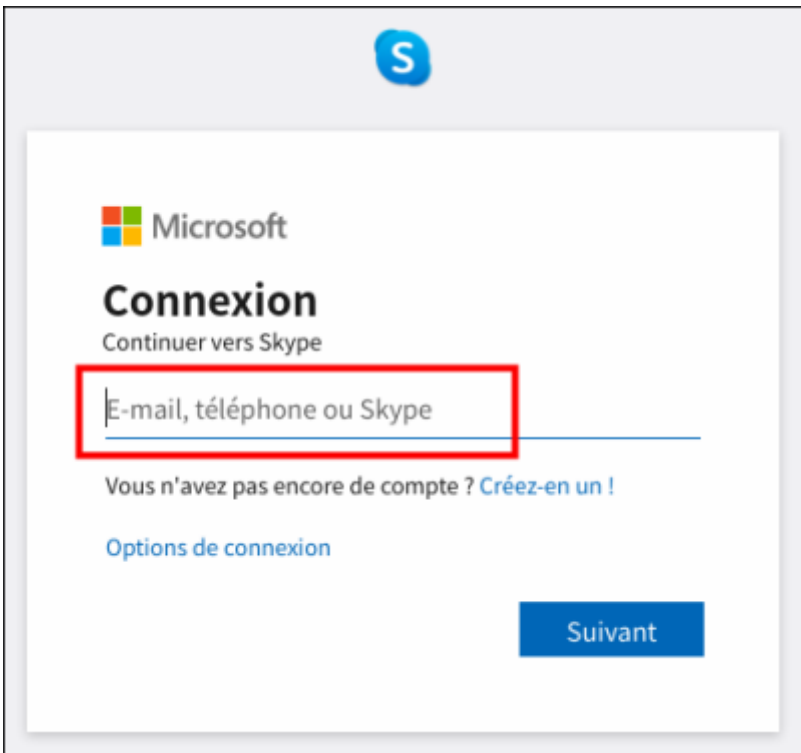 S
Microsoft
Connexion
Continuer vers Skype
E-mail, téléphone ou Skype
Vous n'avez pas encore de compte ? Créez-en un !
Options de connexion
Suivant